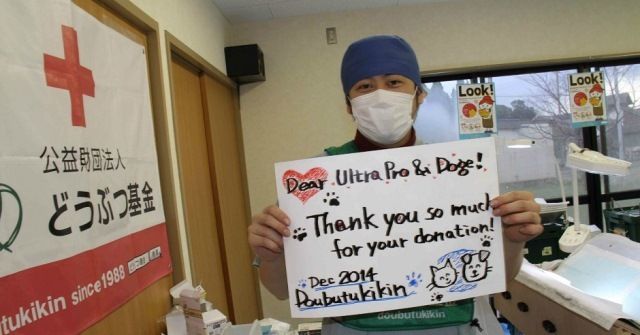 公益財団法人
どうぶつ基金
oubutukikin since1988
Look!
Look!
Dear Ultra Pro & Doge!
Thank you so much
for your donation!
Dec 2014
Doubutukikin
doubutukikin